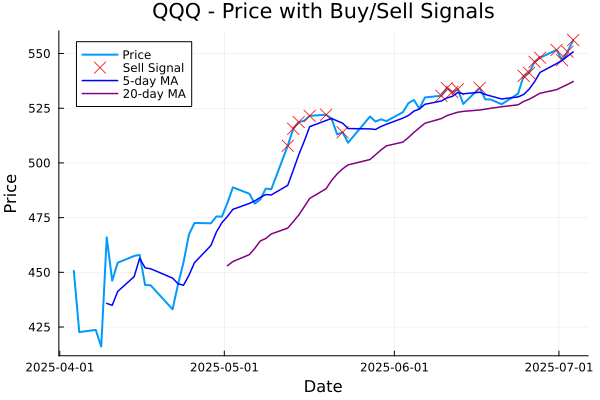 QQQ - Price with Buy/Sell Signals
Price
Sell Signal
5-day MA
20-day MA
550
525
500
475
450
425
Price
2025-04-01
2025-05-01
2025-06-01
2025-07-01
Date